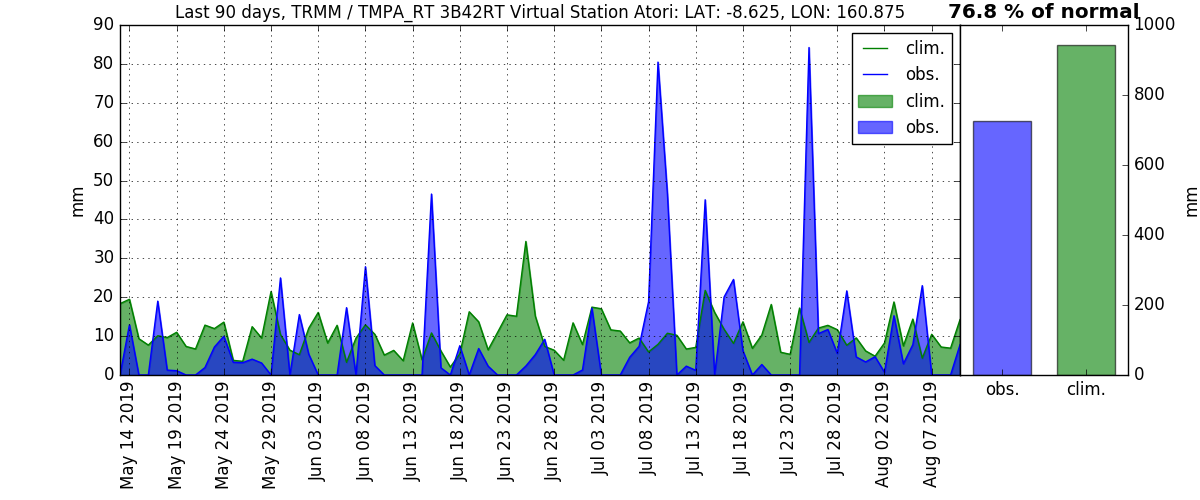 Last 90 days, TRMM / TMPA_RT 3B42RT Virtual Station Atori: LAT: -8.625, LON: 160.875
76.8 % of normal
90
80
70
60
50
40
30
20
10
0
mm
clim.
obs.
clim.
obs.
1000
800
600
400
200
0
mm
obs.
clim.
May 14 2019
May 19 2019
May 24 2019
May 29 2019
Jun 03 2019
Jun 08 2019
Jun 13 2019
Jun 18 2019
Jun 23 2019
Jun 28 2019
Jul 03 2019
Jul 08 2019
Jul 13 2019
Jul 18 2019
Jul 23 2019
Jul 28 2019
Aug 02 2019
Aug 07 2019